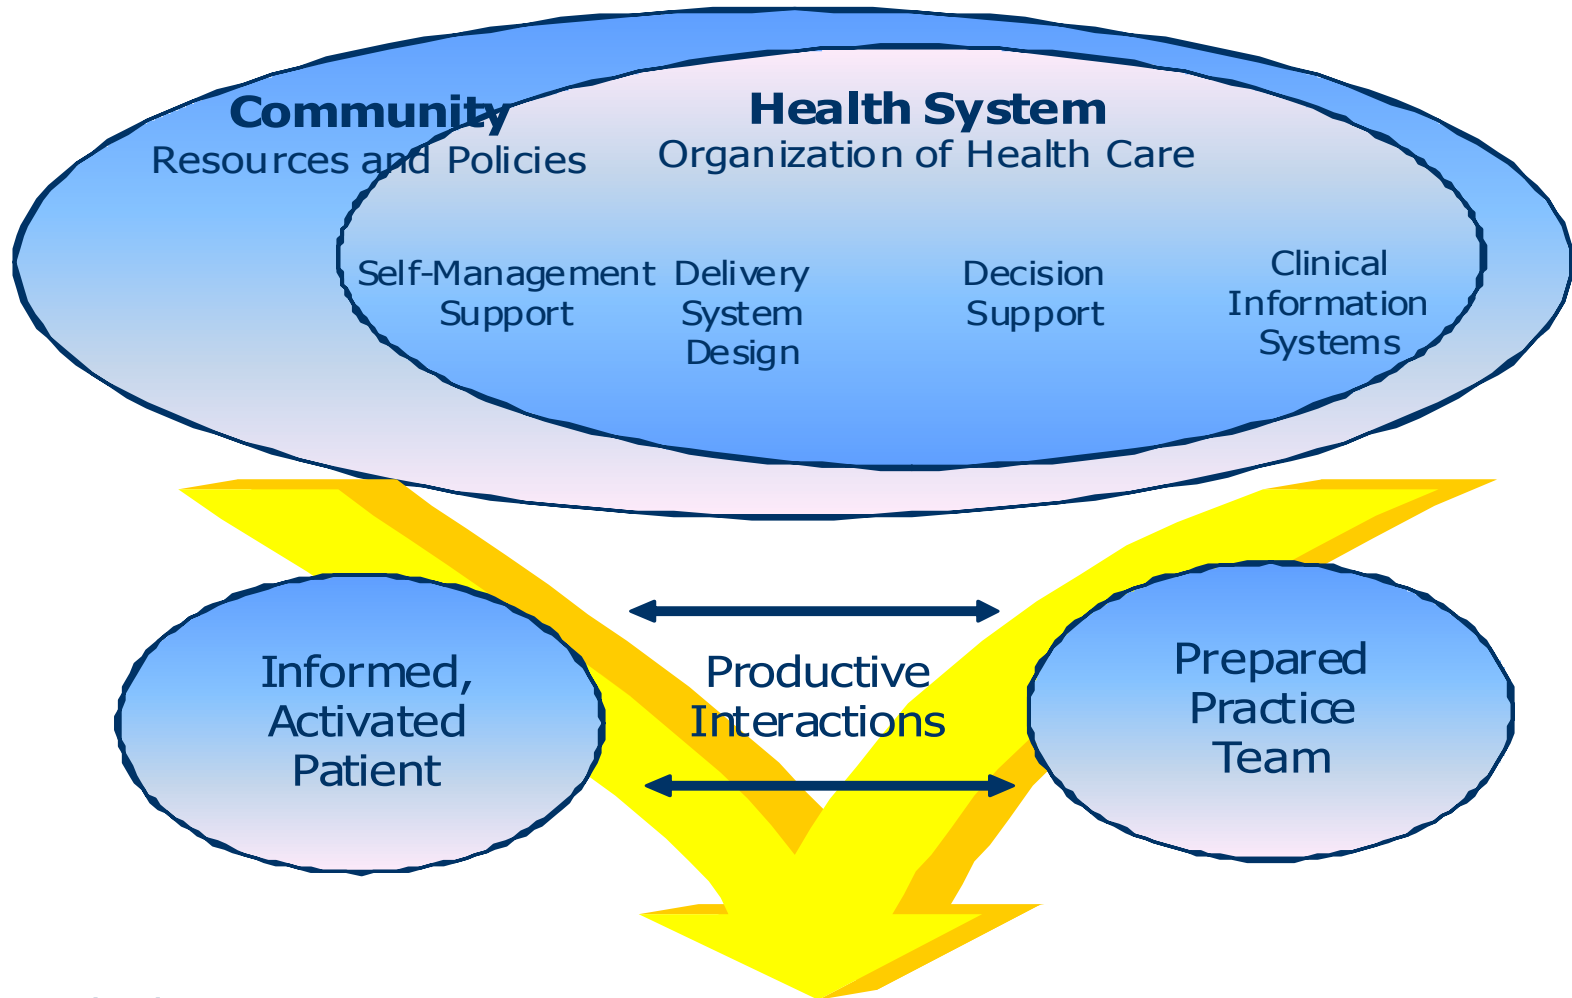 Community
Resources and Policies
Health System
Organization of Health Care
Self-Management
Support
Delivery
System
Design
Decision
Support
Clinical
Information
Systems
Informed,
Activated
Patient
Productive
Interactions
Prepared
Practice
Team